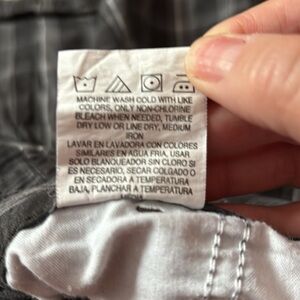 MACHINE WASH COLD WITH LIKE
COLORS, ONLY NON-CHLORINE
BLEACH WHEN NEEDED, TUMBLE
DRY LOW OR LINE DRY, MEDIUM
IRON
LAVAR EN LAVADORA CON COLORES
SIMILARES EN AGUA FRIA, USAR
SOLO BLANQUEADOR SIN CLORO SI
ES NECESARIO, SECAR COLGADO O
EN SECADORA A TEMPERATURA
BAJA, PLANCHAR A TEMPERATURA
MEDIA